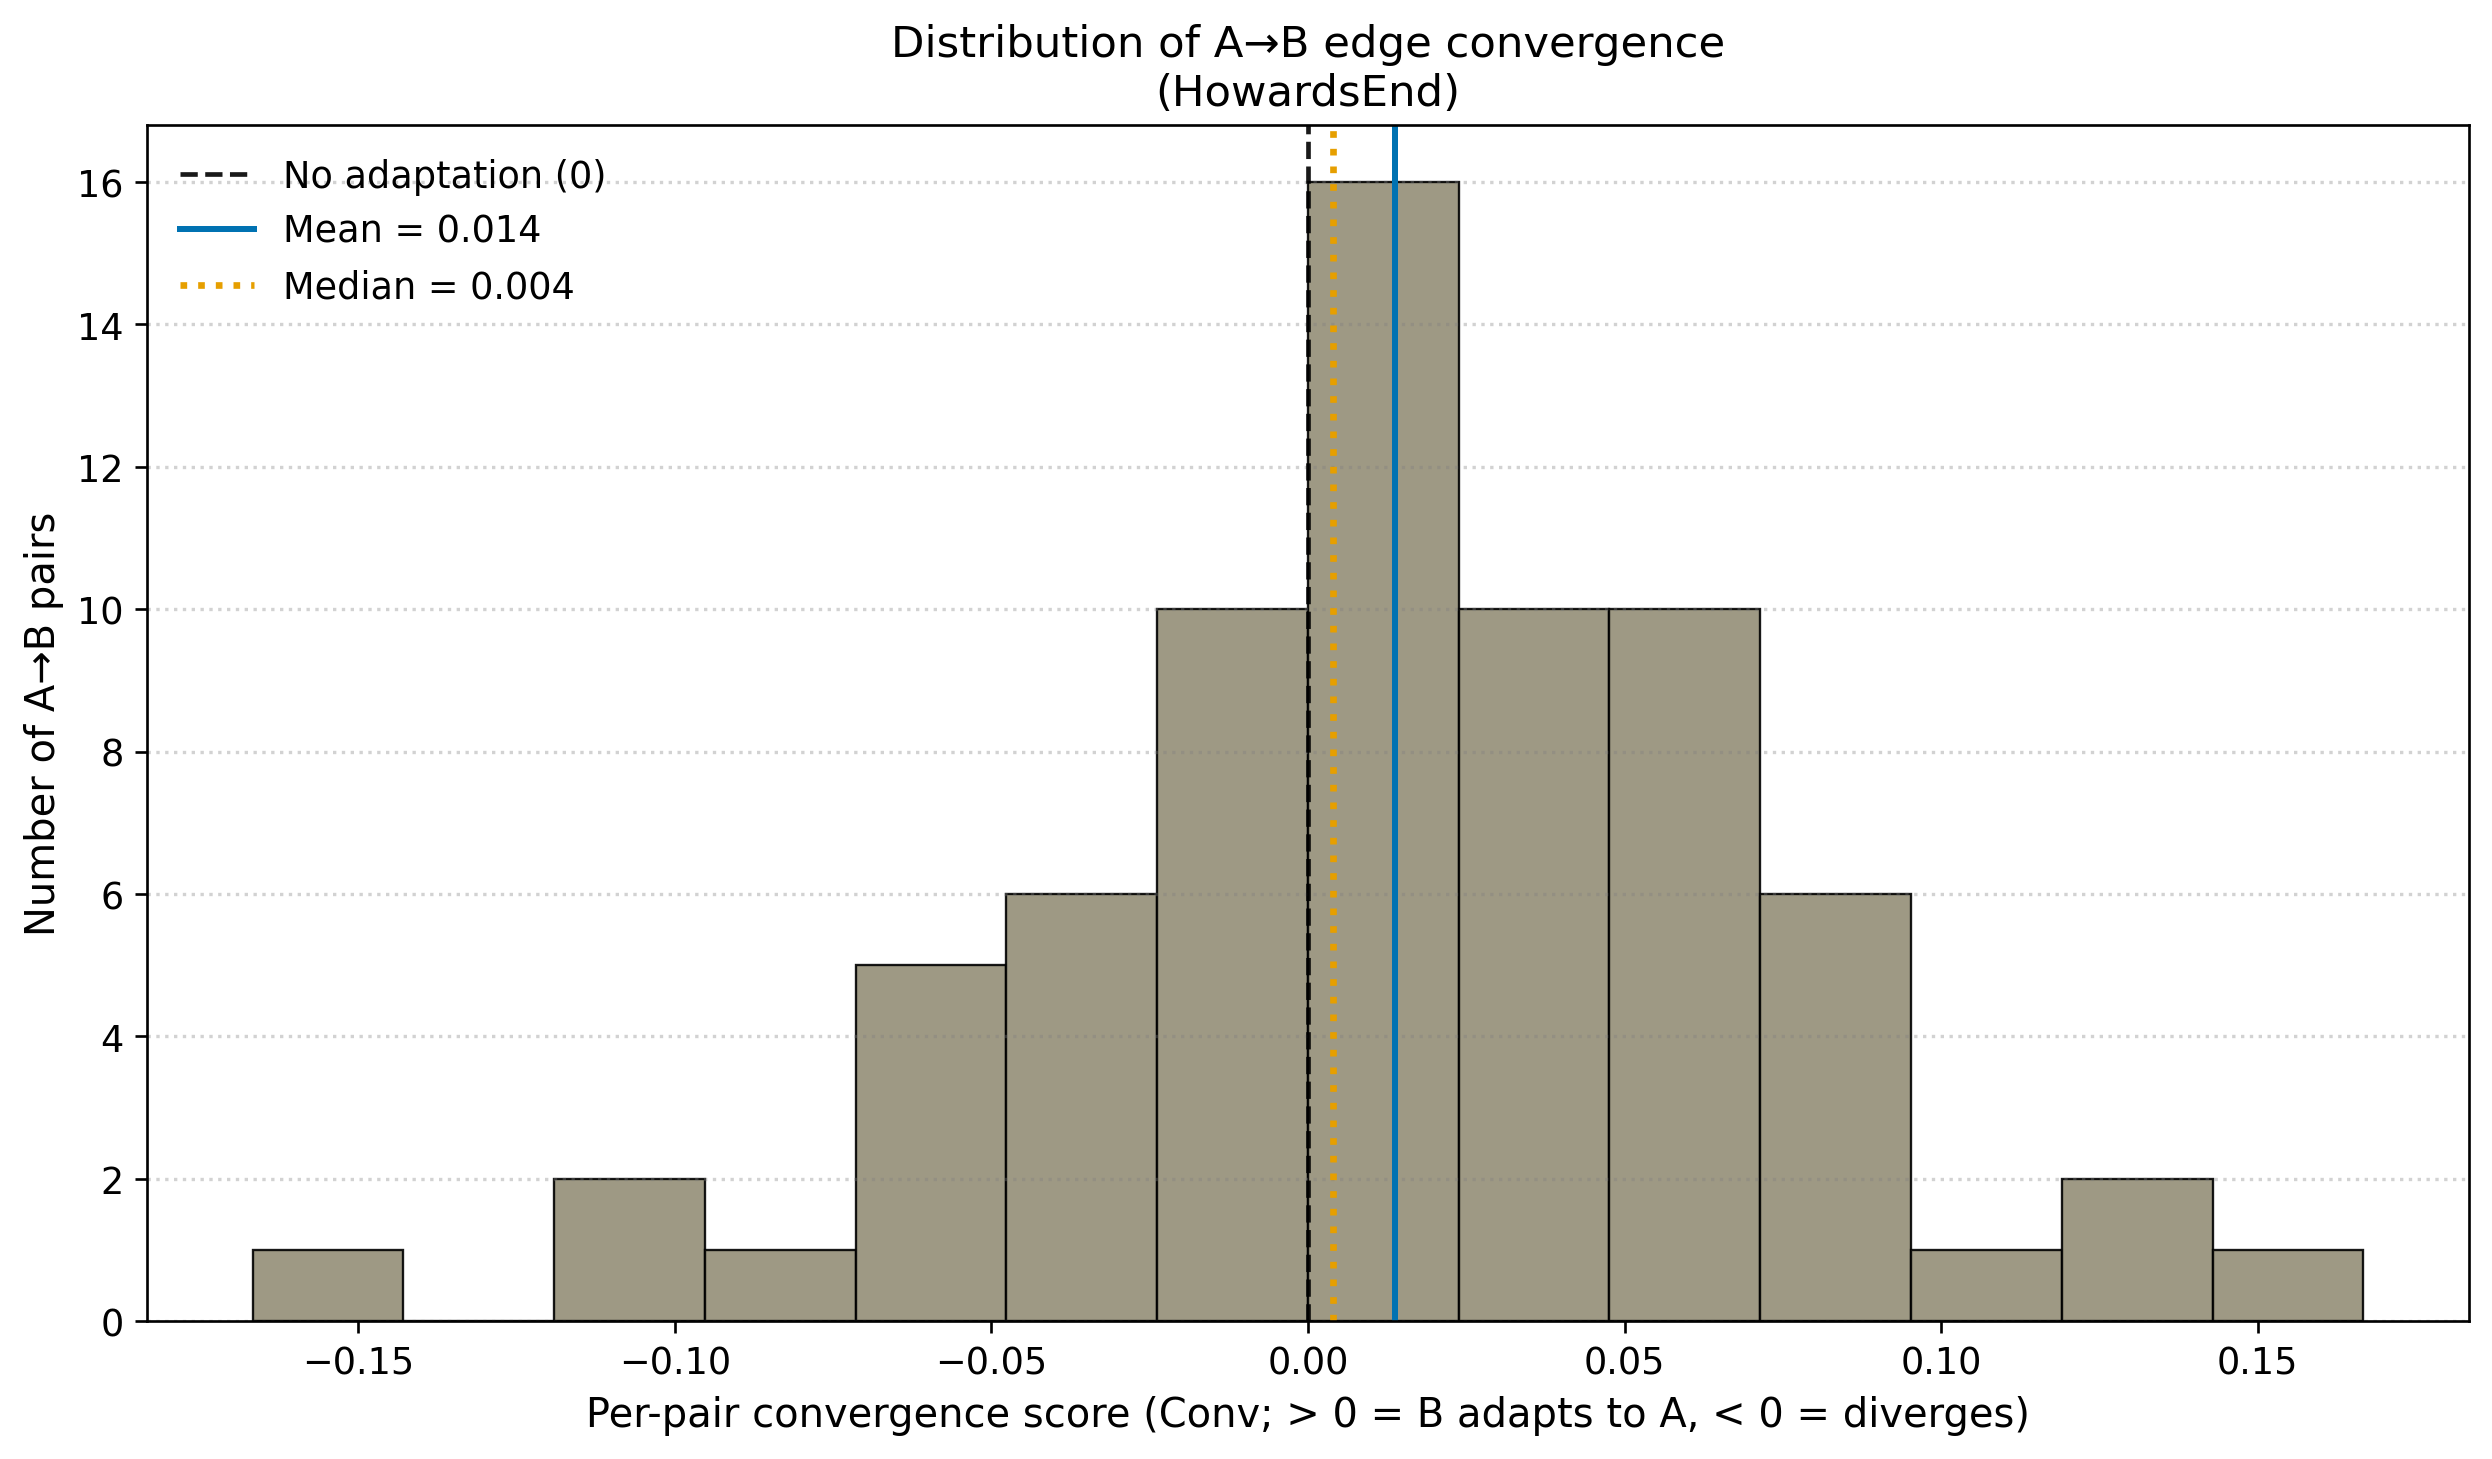 Distribution of A→B edge convergence
(HowardsEnd)
No adaptation (0)
Mean = 0.014
Median = 0.004
Number of A→B pairs
16
14
12
10
8
6
4
2
0
−0.15 −0.10 −0.05 0.00 0.05 0.10 0.15
Per-pair convergence score (Conv; > 0 = B adapts to A, < 0 = diverges)